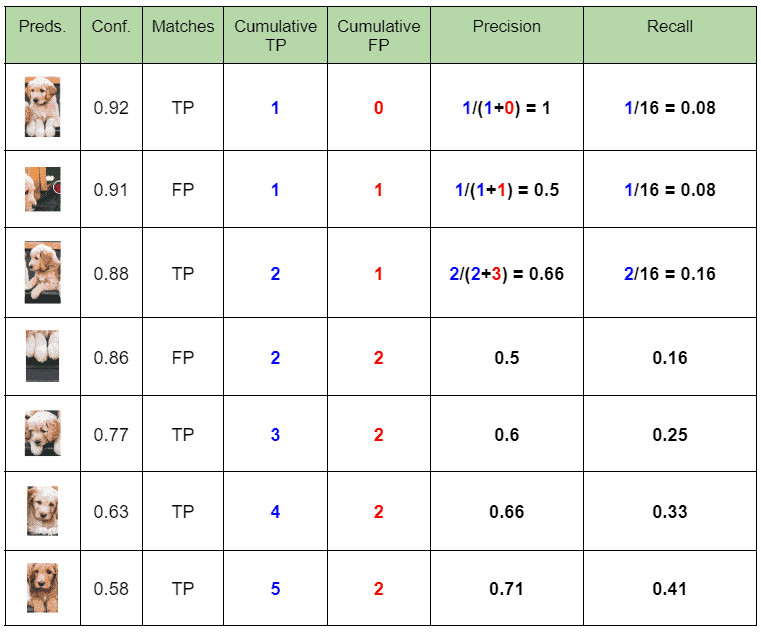 Preds. Conf. Matches Cumulative TP Cumulative FP Precision Recall
0.92 TP 1 0 1/(1+0) = 1 1/16 = 0.08
0.91 FP 1 1 1/(1+1) = 0.5 1/16 = 0.08
0.88 TP 2 1 2/(2+3) = 0.66 2/16 = 0.16
0.86 FP 2 2 0.5 0.16
0.77 TP 3 2 0.6 0.25
0.63 TP 4 2 0.66 0.33
0.58 TP 5 2 0.71 0.41